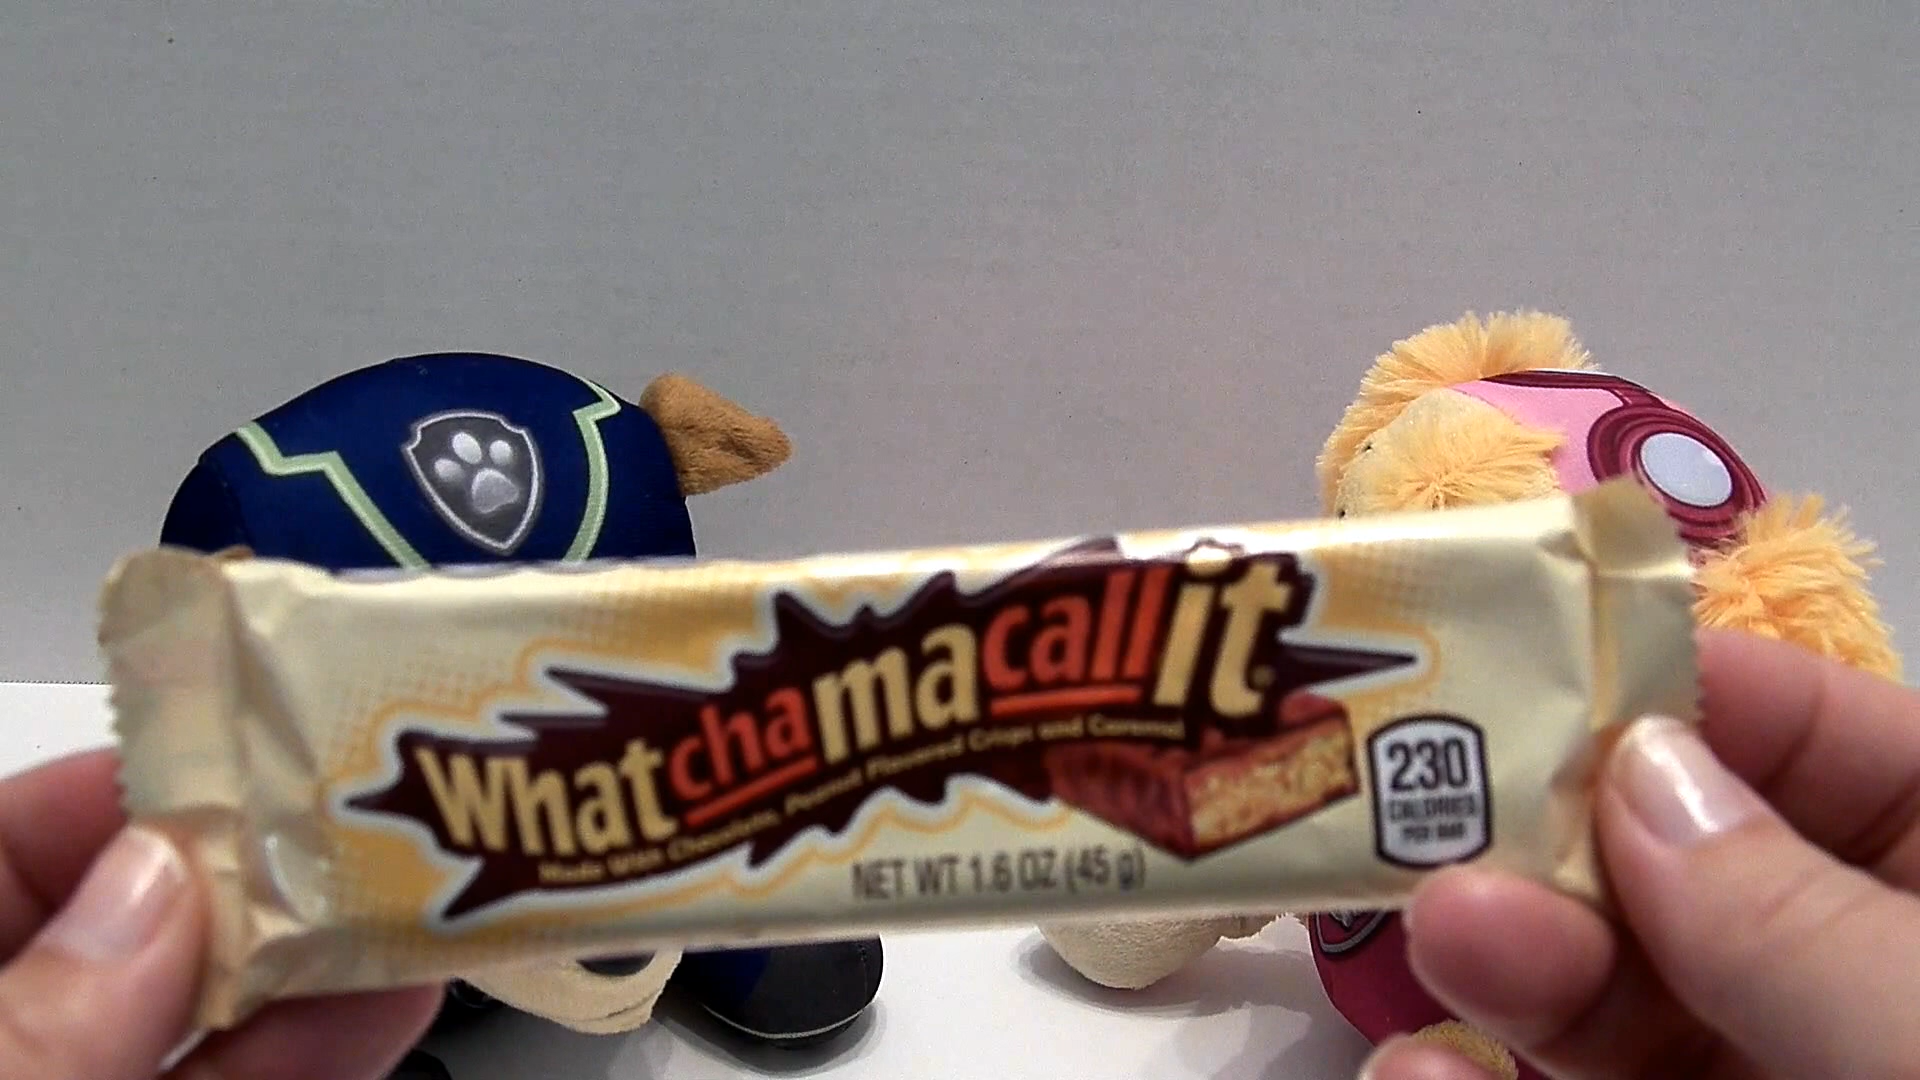 Whatchamacallit
Made With Chocolate, Peanut Flavored Crisps and Caramel
NET WT 1.6 OZ (45 g)
230
CALORIES
PER BAR